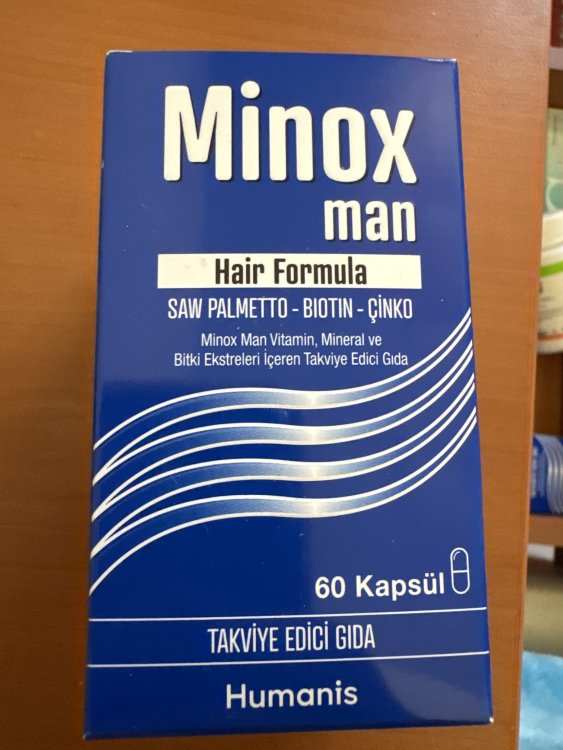 Minox
man
Hair Formula
SAW PALMETTO - BIOTIN - ÇİNKO
Minox Man Vitamin, Mineral ve
Bitki Ekstreleri İçeren Takviye Edici Gıda
60 Kapsül
TAKVİYE EDİCİ GIDA
Humanis